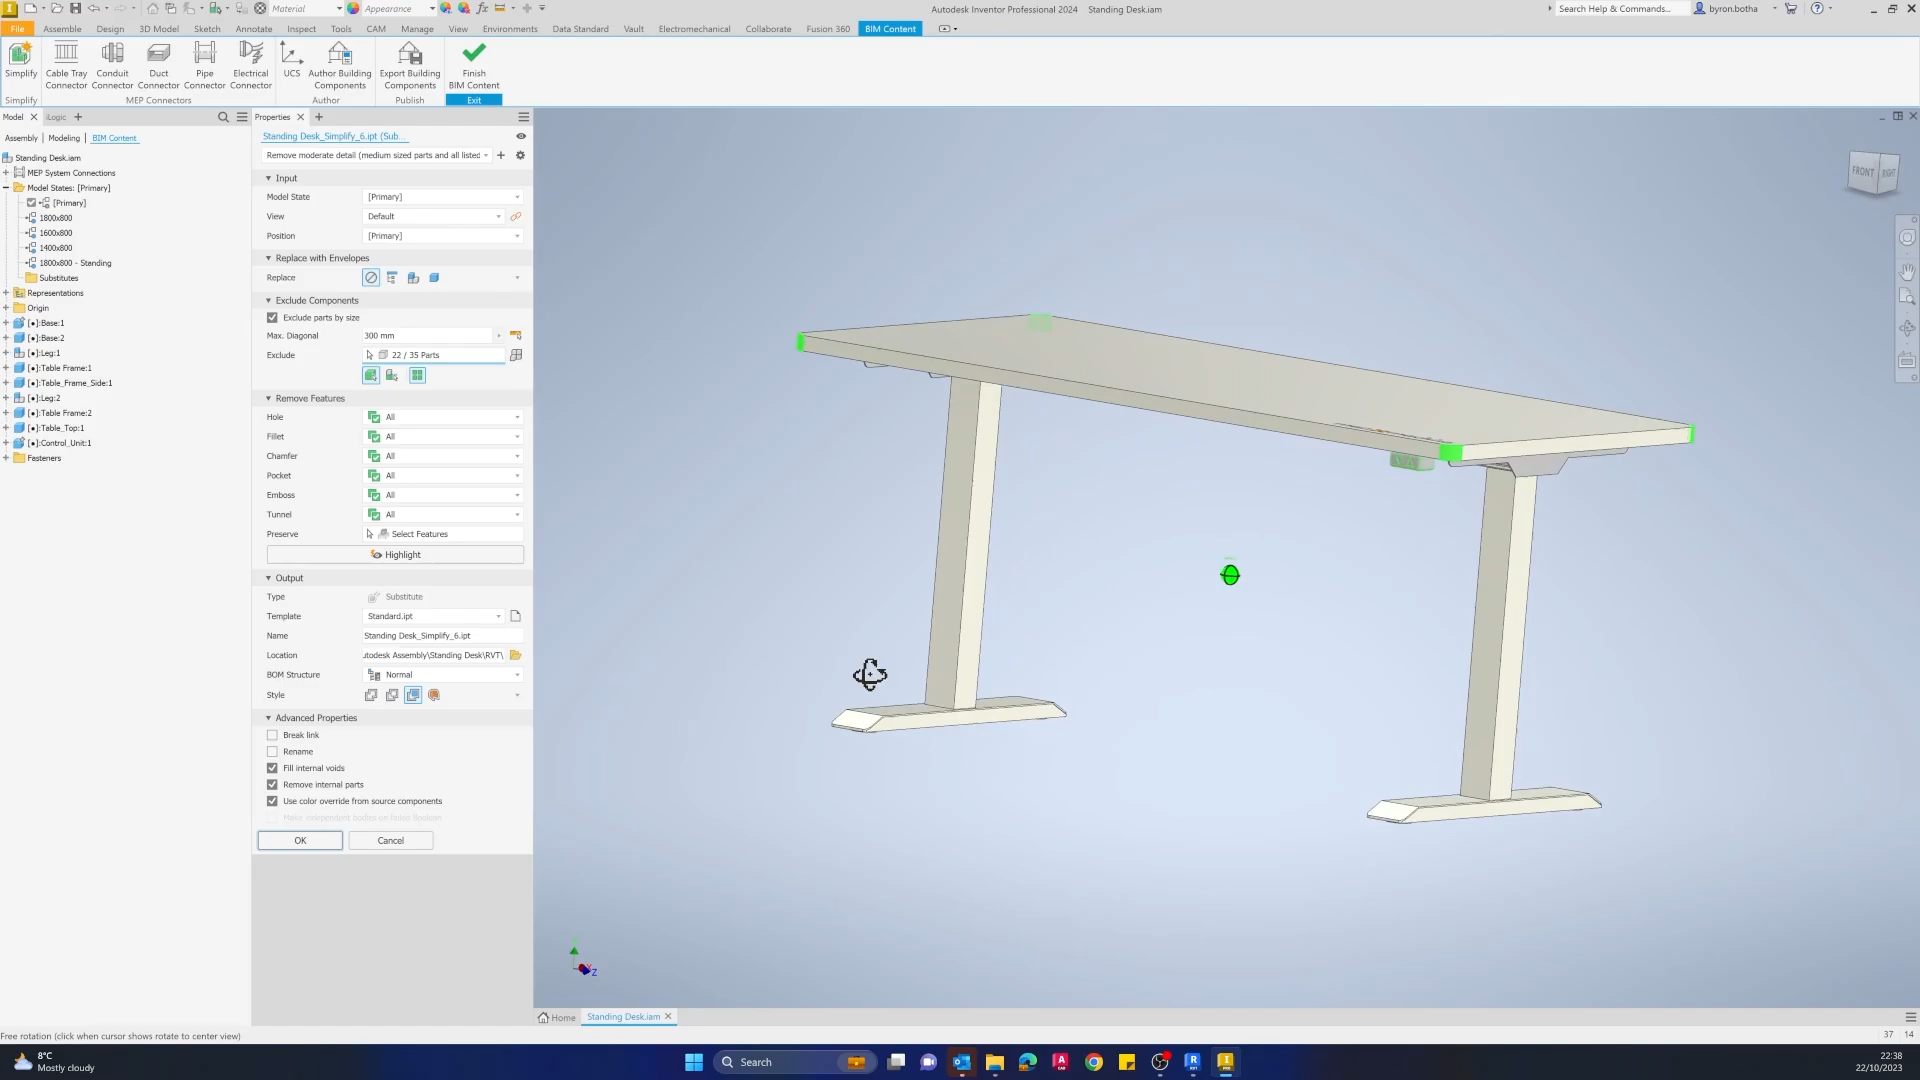 Material
Appearance
Autodesk Inventor Professional 2024 Standing Desk.iam
Search Help & Commands...
byron.botha
File Assembly Design 3D Model Sketch Annotate Inspect Tools CAM Manage View Environments Data Standard Vault Electromechanical Collaborate Fusion 360 BIM Content
Simplify
Cable Tray Connector
Conduit Connector
Duct Connector
Pipe Connector
Electrical Connector
UCS
Author Building Components
Export Building Components
Finish BIM Content
Simplify MEP Connectors Author Publish Exit
Model iLogic
Assembly Modeling BIM Content
Standing Desk.iam
MEP System Connections
Model States: [Primary]
[Primary]
1800x800
1600x800
1400x800
1800x800 - Standing
Substitutes
Representations
Origin
[•]:Base:1
[•]:Base:2
[•]:Leg:1
[•]:Table Frame:1
[•]:Table_Frame_Side:1
[•]:Leg:2
[•]:Table Frame:2
[•]:Table_Top:1
[•]:Control_Unit:1
Fasteners
Properties
Standing Desk_Simplify_6.ipt (Sub...
Remove moderate detail (medium sized parts and all listed
Input
Model State [Primary]
View Default
Position [Primary]
Replace with Envelopes
Replace
Exclude Components
Exclude parts by size
Max. Diagonal 300 mm
Exclude 22 / 35 Parts
Remove Features
Hole All
Fillet All
Chamfer All
Pocket All
Emboss All
Tunnel All
Preserve Select Features
Highlight
Output
Type Substitute
Template Standard.ipt
Name Standing Desk_Simplify_6.ipt
Location utodesk Assembly\Standing Desk\RVT\
BOM Structure Normal
Style
Advanced Properties
Break link
Rename
Fill internal voids
Remove internal parts
Use color override from source components
Make independent bodies on failed Boolean
OK Cancel
FRONT RIGHT
Z
Home Standing Desk.iam
Free rotation (click when cursor shows rotate to center view)
37 14
8°C
Mostly cloudy
Search
22:38
22/10/2023